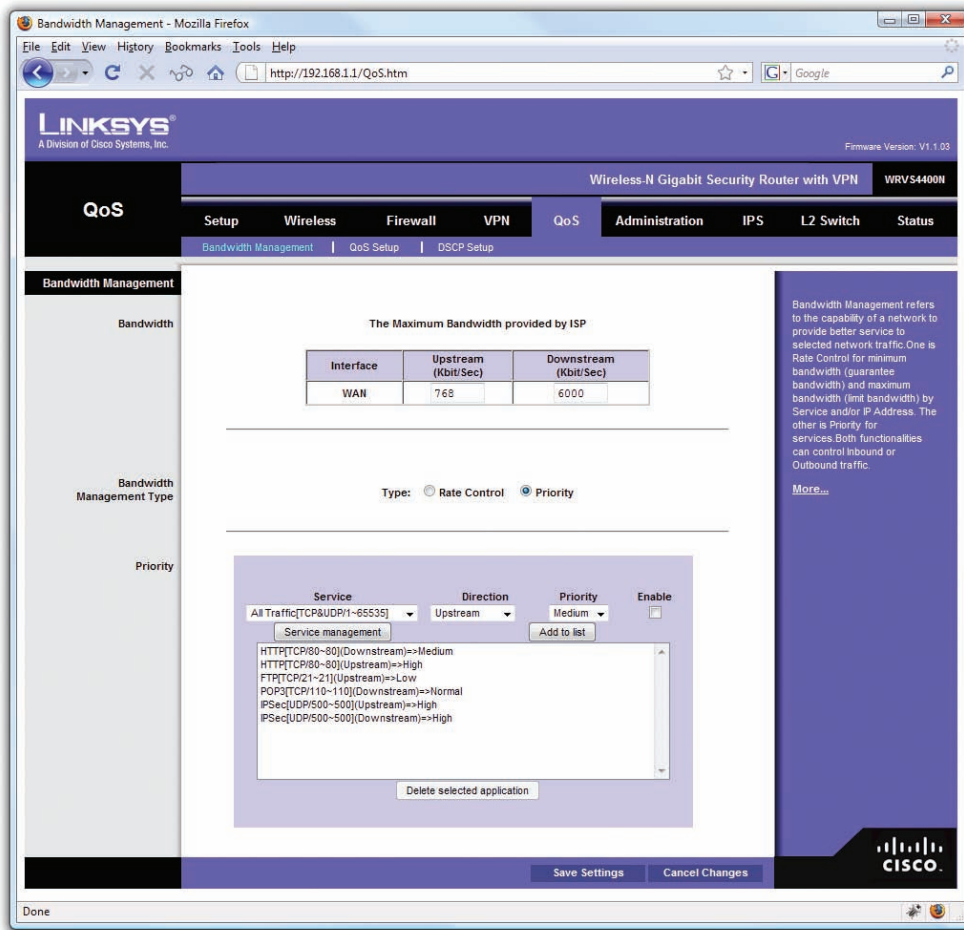 Bandwidth Management - Mozilla Firefox
File Edit View History Bookmarks Tools Help
http://192.168.1.1/QoS.htm
G
Google
LINKSYS®
A Division of Cisco Systems, Inc.
Firmware Version: V1.1.03
Wireless-N Gigabit Security Router with VPN
WRVS4400N
QoS
Setup
Wireless
Firewall
VPN
QoS
Administration
IPS
L2 Switch
Status
Bandwidth Management | QoS Setup | DSCP Setup
Bandwidth Management
Bandwidth
The Maximum Bandwidth provided by ISP
Interface
Upstream
(Kbit/Sec)
Downstream
(Kbit/Sec)
WAN
768
6000
Bandwidth
Management Type
Type: Rate Control Priority
Priority
Service
Direction
Priority
Enable
All Traffic[TCP&UDP/1~65535]
Upstream
Medium
Service management
Add to list
HTTP[TCP/80~80](Downstream)=>Medium
HTTP[TCP/80~80](Upstream)=>High
FTP[TCP/21~21](Upstream)=>Low
POP3[TCP/110~110](Downstream)=>Normal
IPSec[UDP/500~500](Upstream)=>High
IPSec[UDP/500~500](Downstream)=>High
Delete selected application
Bandwidth Management refers
to the capability of a network to
provide better service to
selected network traffic.One is
Rate Control for minimum
bandwidth (guarantee
bandwidth) and maximum
bandwidth (limit bandwidth) by
Service and/or IP Address. The
other is Priority for
services.Both functionalities
can control Inbound or
Outbound traffic.
More...
Save Settings
Cancel Changes
CISCO.
Done